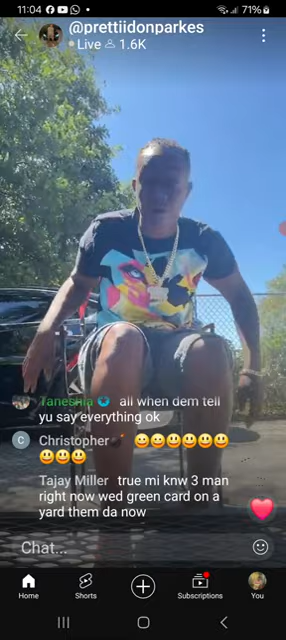 11:04
71%
@prettiidonparkes
Live 1.6K
Taneshia all when dem tell
yu say everything ok
C Christopher
Tajay Miller true mi knw 3 man
right now wed green card on a
yard them da now
Chat...
Home Shorts Subscriptions You